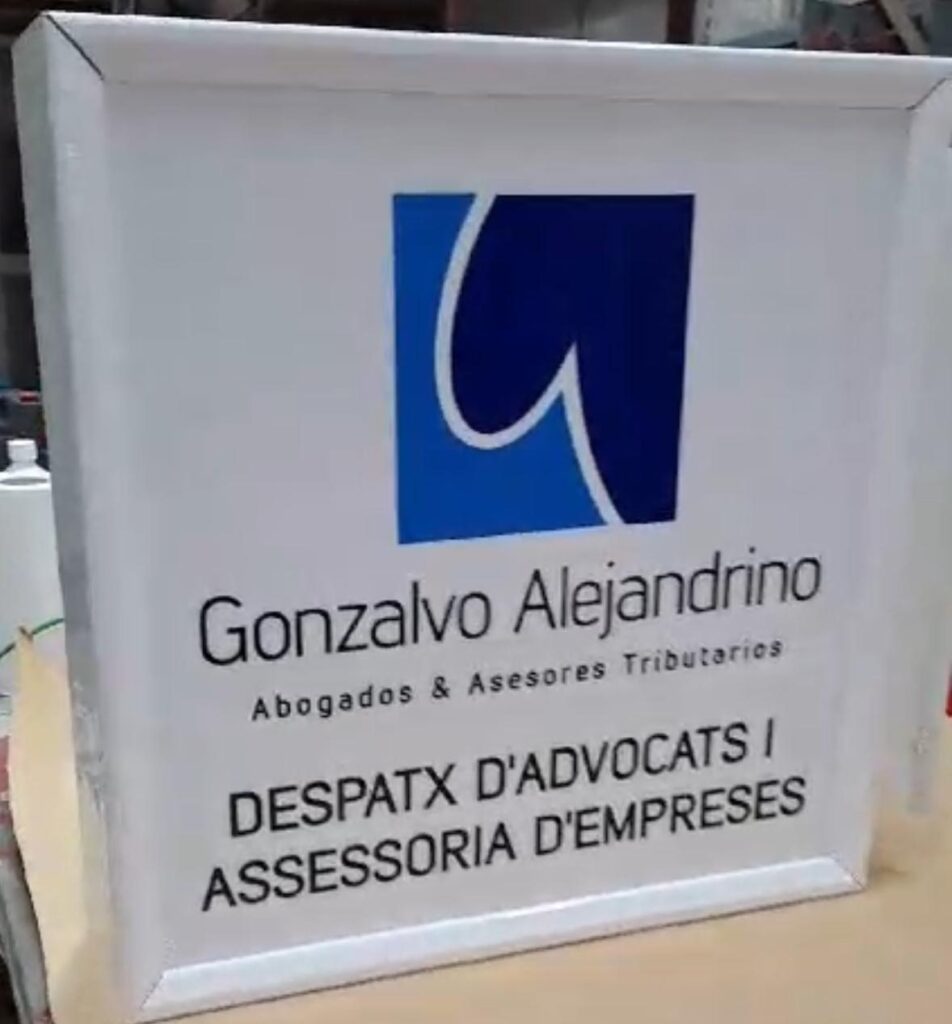 Gonzalvo Alejandrino
Abogados & Asesores Tributarios
DESPATX D'ADVOCATS I
ASSESSORIA D'EMPRESES